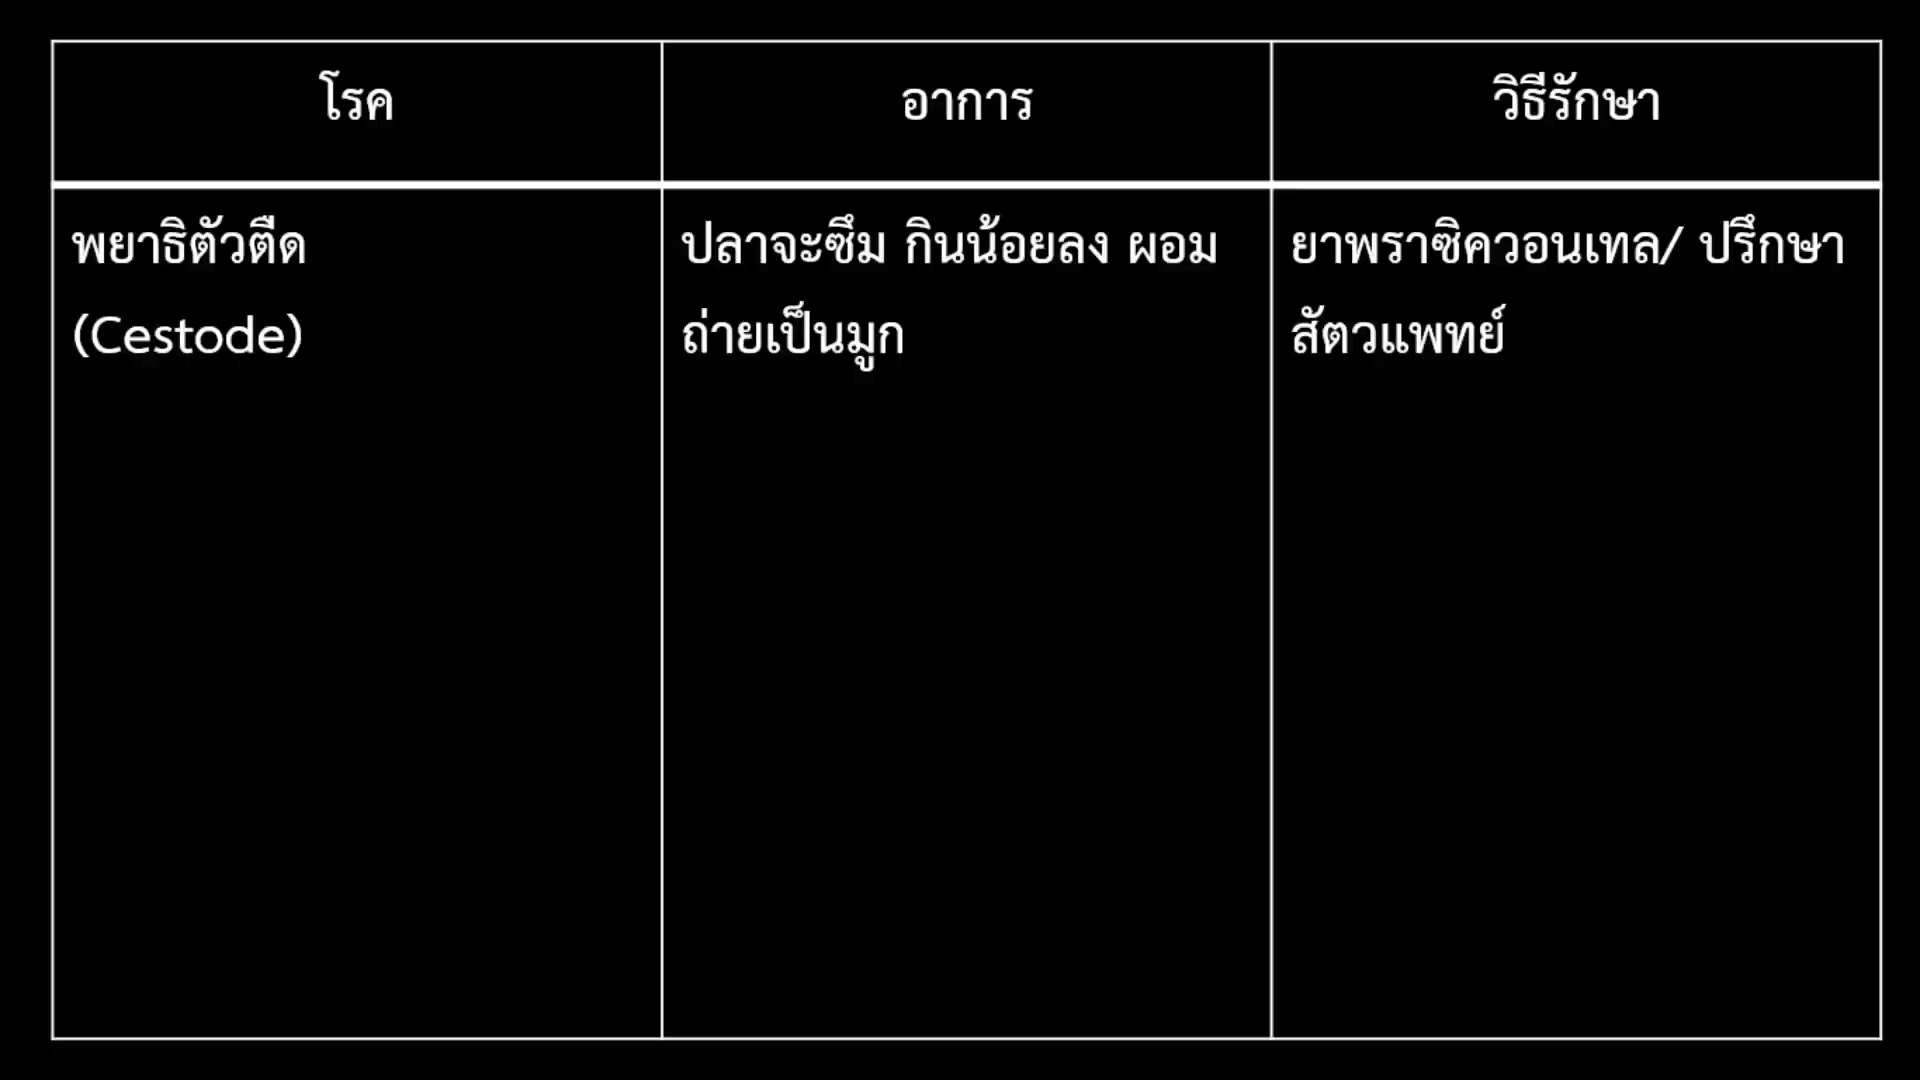 โรค
อาการ
วิธีรักษา
พยาธิตัวตืด
(Cestode)
ปลาจะซึม กินน้อยลง ผอม
ถ่ายเป็นมูก
ยาพราซิควอนเทล/ ปรึกษา
สัตวแพทย์